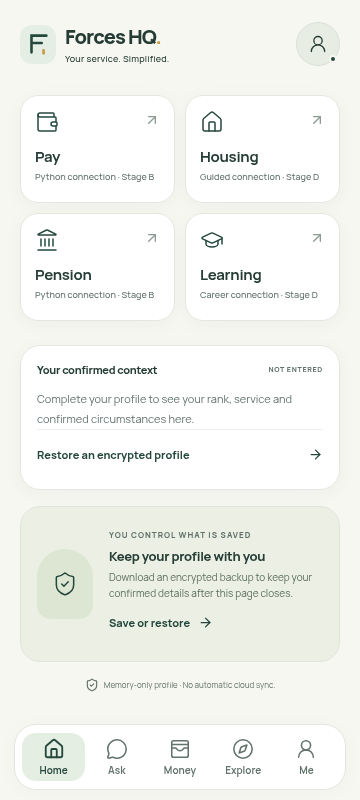 F
Forces HQ.
Your service. Simplified.
Pay
Python connection · Stage B
Housing
Guided connection · Stage D
Pension
Python connection · Stage B
Learning
Career connection · Stage D
Your confirmed context
NOT ENTERED
Complete your profile to see your rank, service and
confirmed circumstances here.
Restore an encrypted profile
YOU CONTROL WHAT IS SAVED
Keep your profile with you
Download an encrypted backup to keep your
confirmed details after this page closes.
Save or restore
Memory-only profile · No automatic cloud sync.
Home
Ask
Money
Explore
Me